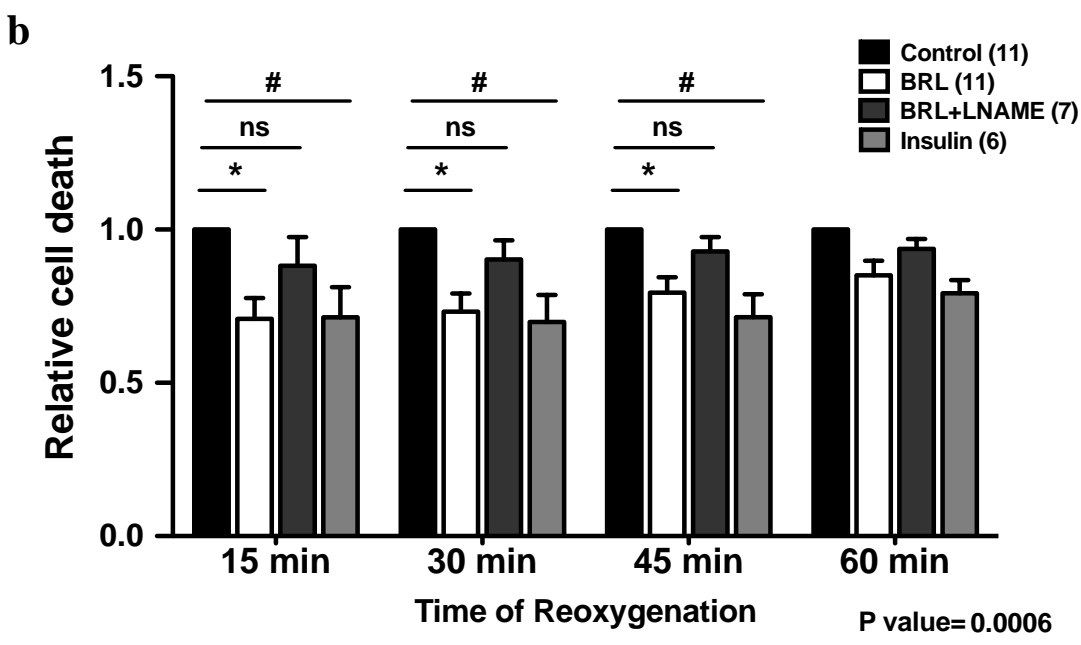 b
Control (11)
BRL (11)
BRL+LNAME (7)
Insulin (6)
1.5
1.0
0.5
0.0
Relative cell death
#
ns
*
#
ns
*
#
ns
*
15 min
30 min
45 min
60 min
Time of Reoxygenation
P value= 0.0006